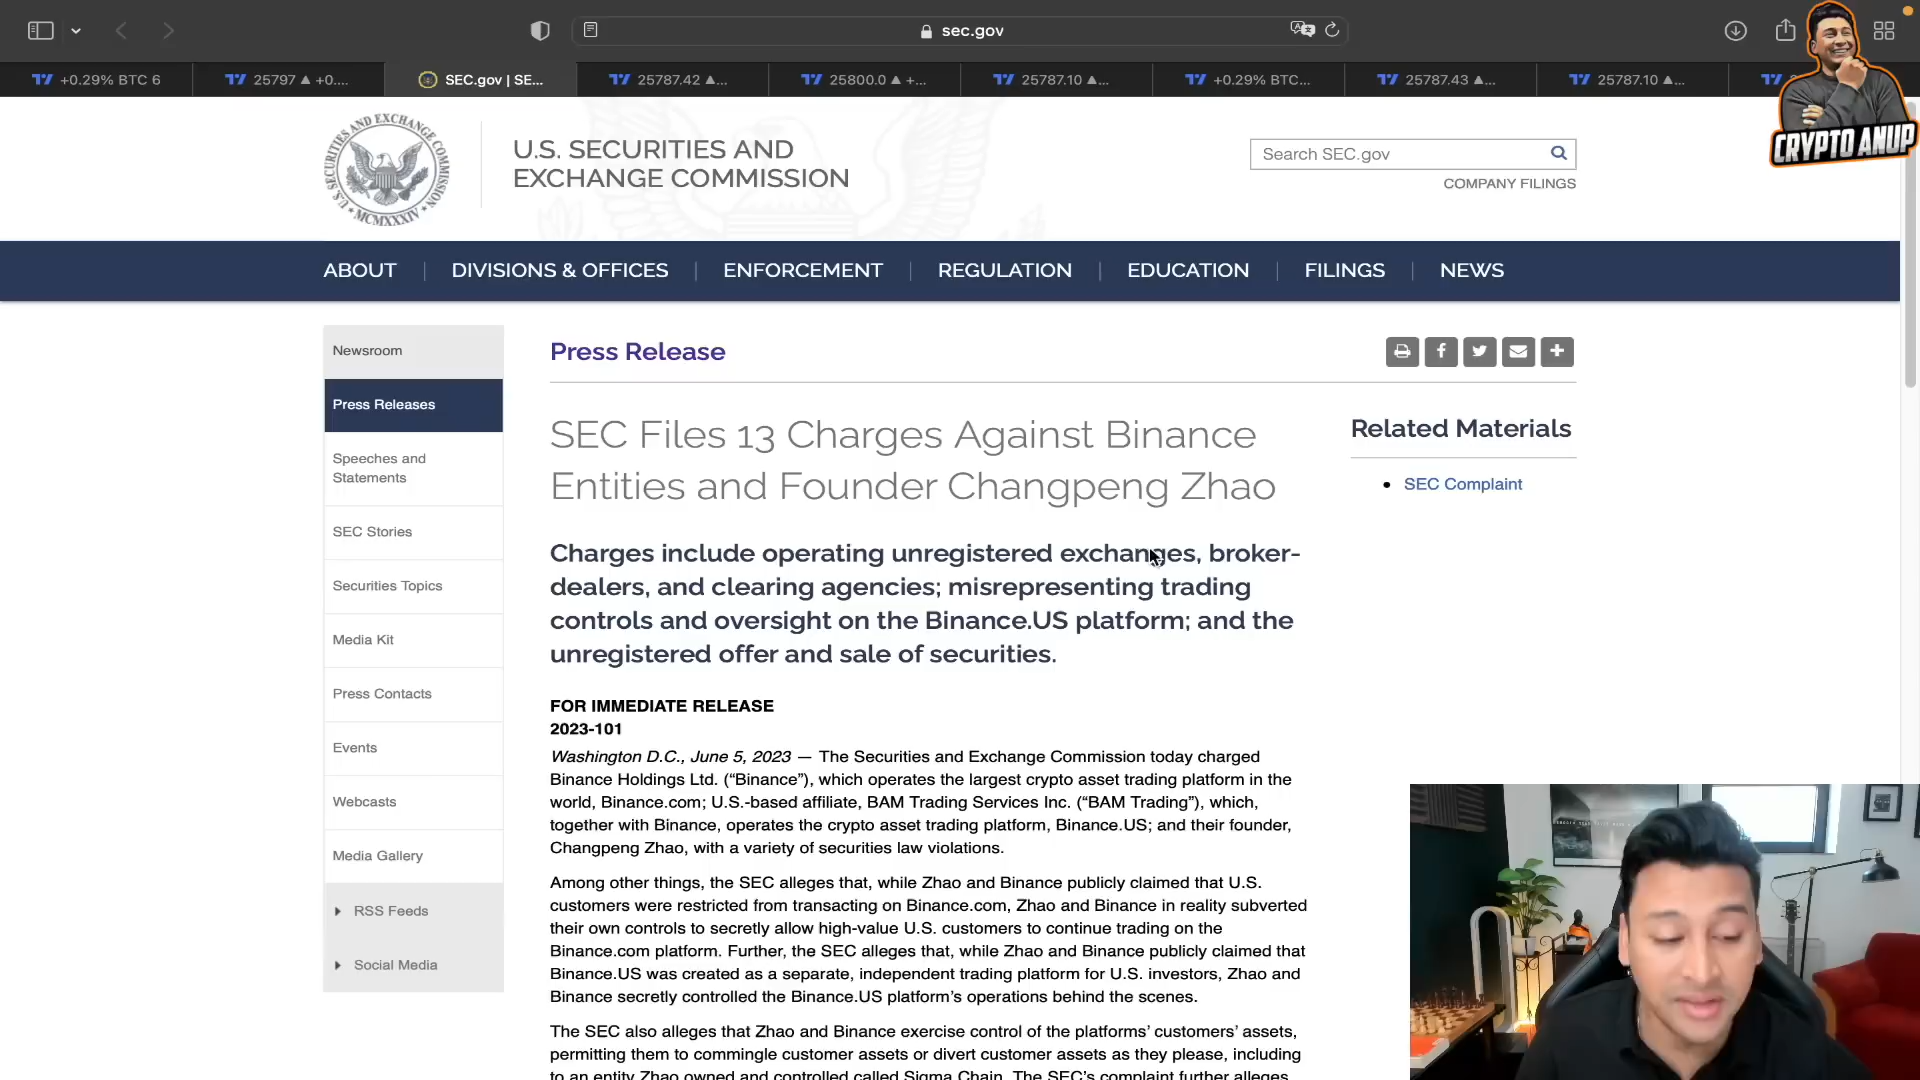 sec.gov
+0.29% BTC 6
25797 ▲ +0....
SEC.gov | SE...
25787.42 ▲...
25800.0 ▲ +...
25787.10 ▲...
+0.29% BTC...
25787.43 ▲...
25787.10 ▲...
CRYPTO ANUP
U.S. SECURITIES AND EXCHANGE COMMISSION
MCMXXXIV
U.S. SECURITIES AND
EXCHANGE COMMISSION
Search SEC.gov
COMPANY FILINGS
ABOUT
DIVISIONS & OFFICES
ENFORCEMENT
REGULATION
EDUCATION
FILINGS
NEWS
Newsroom
Press Releases
Speeches and
Statements
SEC Stories
Securities Topics
Media Kit
Press Contacts
Events
Webcasts
Media Gallery
RSS Feeds
Social Media
Press Release
SEC Files 13 Charges Against Binance
Entities and Founder Changpeng Zhao
Charges include operating unregistered exchanges, broker-
dealers, and clearing agencies; misrepresenting trading
controls and oversight on the Binance.US platform; and the
unregistered offer and sale of securities.
FOR IMMEDIATE RELEASE
2023-101
Washington D.C., June 5, 2023 — The Securities and Exchange Commission today charged
Binance Holdings Ltd. (“Binance”), which operates the largest crypto asset trading platform in the
world, Binance.com; U.S.-based affiliate, BAM Trading Services Inc. (“BAM Trading”), which,
together with Binance, operates the crypto asset trading platform, Binance.US; and their founder,
Changpeng Zhao, with a variety of securities law violations.
Among other things, the SEC alleges that, while Zhao and Binance publicly claimed that U.S.
customers were restricted from transacting on Binance.com, Zhao and Binance in reality subverted
their own controls to secretly allow high-value U.S. customers to continue trading on the
Binance.com platform. Further, the SEC alleges that, while Zhao and Binance publicly claimed that
Binance.US was created as a separate, independent trading platform for U.S. investors, Zhao and
Binance secretly controlled the Binance.US platform’s operations behind the scenes.
The SEC also alleges that Zhao and Binance exercise control of the platforms’ customers’ assets,
permitting them to commingle customer assets or divert customer assets as they please, including
to an entity Zhao owned and controlled called Sigma Chain. The SEC’s complaint further alleges
Related Materials
SEC Complaint